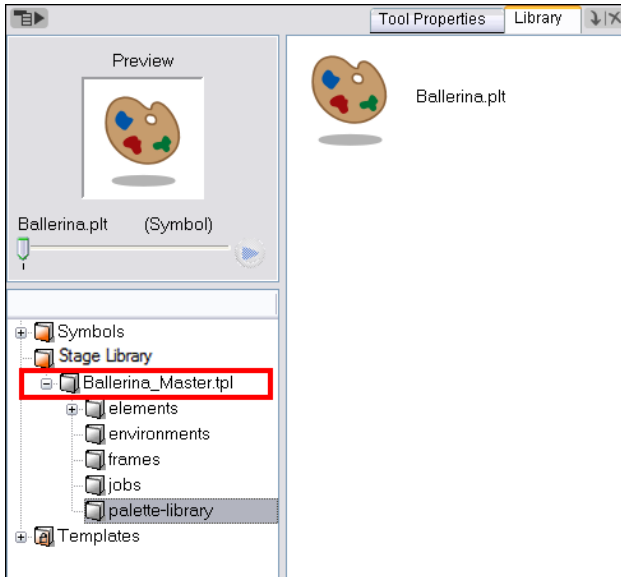 Tool Properties Library
Preview
Ballerina.plt (Symbol)
Ballerina.plt
Symbols
Stage Library
Ballerina_Master.tpl
elements
environments
frames
jobs
palette-library
Templates